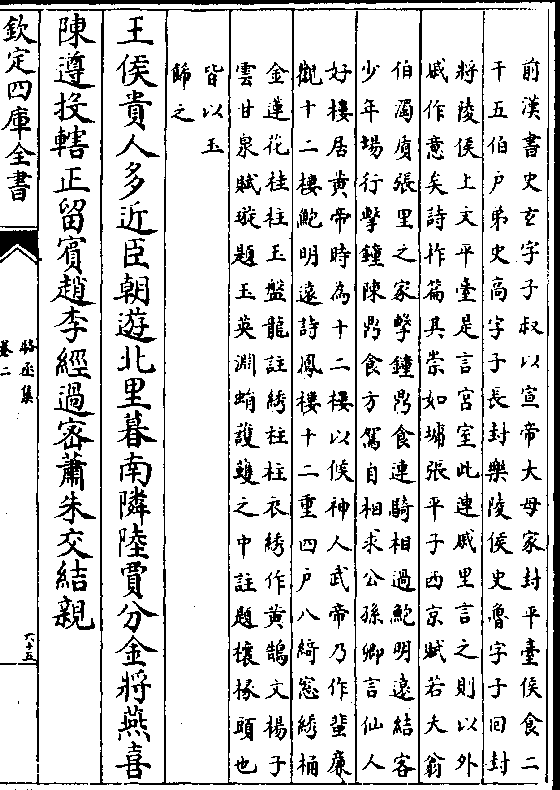 前漢書史玄字子叔以宣帝大母家封平臺侯食二
千五伯户弟史高字子長封樂陵侯史魯字子回封
將陵侯上文平臺是言宮室此連戚里言之則以外
戚作意矣詩作篇其崇如墉張平子西京賦若夫翁
伯濁質張里之家擊鐘鼎食連騎相過鮑明遠結客
少年場行擊鐘陳鼎食方駕自相求公孫卿言仙人
好樓居黄帝時為十二樓以候神人武帝乃作蜚廉
觀十二樓鮑明遠詩鳳樓十二重四户八綺窓綉桷
金蓮花桂柱玉盤龍註綉柱柱衣綉作黄鵠文楊子
雲甘泉賦璇題玉英淵蜎護蠖之中註題榱椽頭也
皆以玉
飾之
王侯貴人多近臣朝遊北里暮南隣陸賈分金將燕喜
陳遵投轄正留賓趙李經過宻蕭朱交結親
欽定四庫全書
駱丞集
卷二
六十五